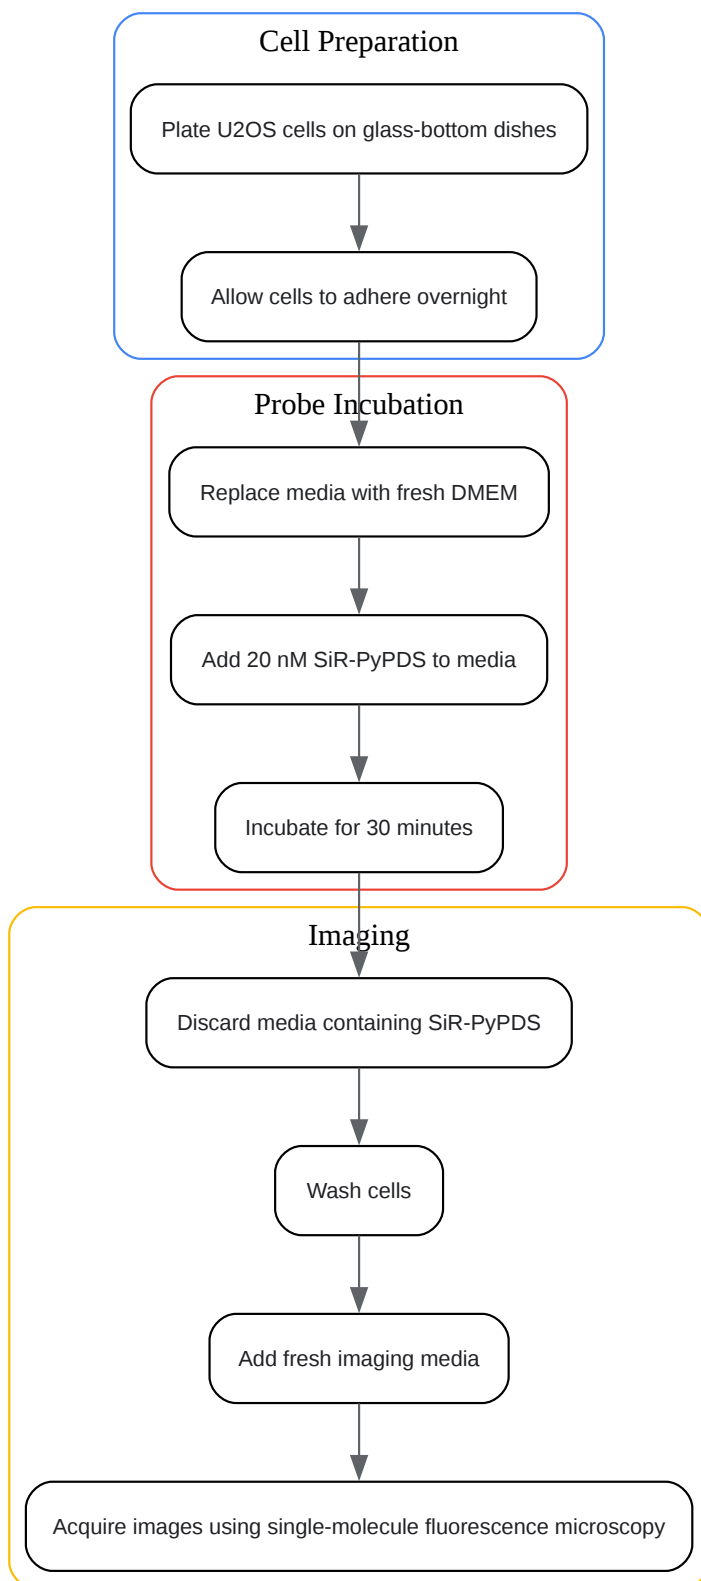 Cell Preparation
Plate U2OS cells on glass-bottom dishes
Allow cells to adhere overnight
Probe Incubation
Replace media with fresh DMEM
Add 20 nM SiR-PyPDS to media
Incubate for 30 minutes
Imaging
Discard media containing SiR-PyPDS
Wash cells
Add fresh imaging media
Acquire images using single-molecule fluorescence microscopy